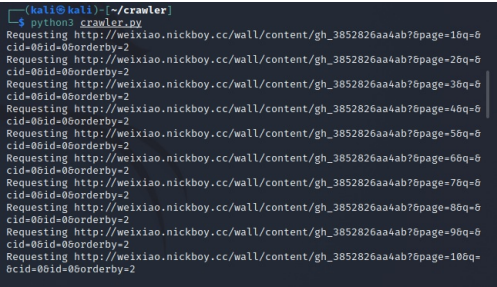 ┌──(kali㉿kali)-[~/crawler]
└─$ python3 crawler.py
Requesting http://weixiao.nickboy.cc/wall/content/gh_3852826aa4ab?&page=1&q=&
cid=0&id=0&orderby=2
Requesting http://weixiao.nickboy.cc/wall/content/gh_3852826aa4ab?&page=2&q=&
cid=0&id=0&orderby=2
Requesting http://weixiao.nickboy.cc/wall/content/gh_3852826aa4ab?&page=3&q=&
cid=0&id=0&orderby=2
Requesting http://weixiao.nickboy.cc/wall/content/gh_3852826aa4ab?&page=4&q=&
cid=0&id=0&orderby=2
Requesting http://weixiao.nickboy.cc/wall/content/gh_3852826aa4ab?&page=5&q=&
cid=0&id=0&orderby=2
Requesting http://weixiao.nickboy.cc/wall/content/gh_3852826aa4ab?&page=6&q=&
cid=0&id=0&orderby=2
Requesting http://weixiao.nickboy.cc/wall/content/gh_3852826aa4ab?&page=7&q=&
cid=0&id=0&orderby=2
Requesting http://weixiao.nickboy.cc/wall/content/gh_3852826aa4ab?&page=8&q=&
cid=0&id=0&orderby=2
Requesting http://weixiao.nickboy.cc/wall/content/gh_3852826aa4ab?&page=9&q=&
cid=0&id=0&orderby=2
Requesting http://weixiao.nickboy.cc/wall/content/gh_3852826aa4ab?&page=10&q=
&cid=0&id=0&orderby=2